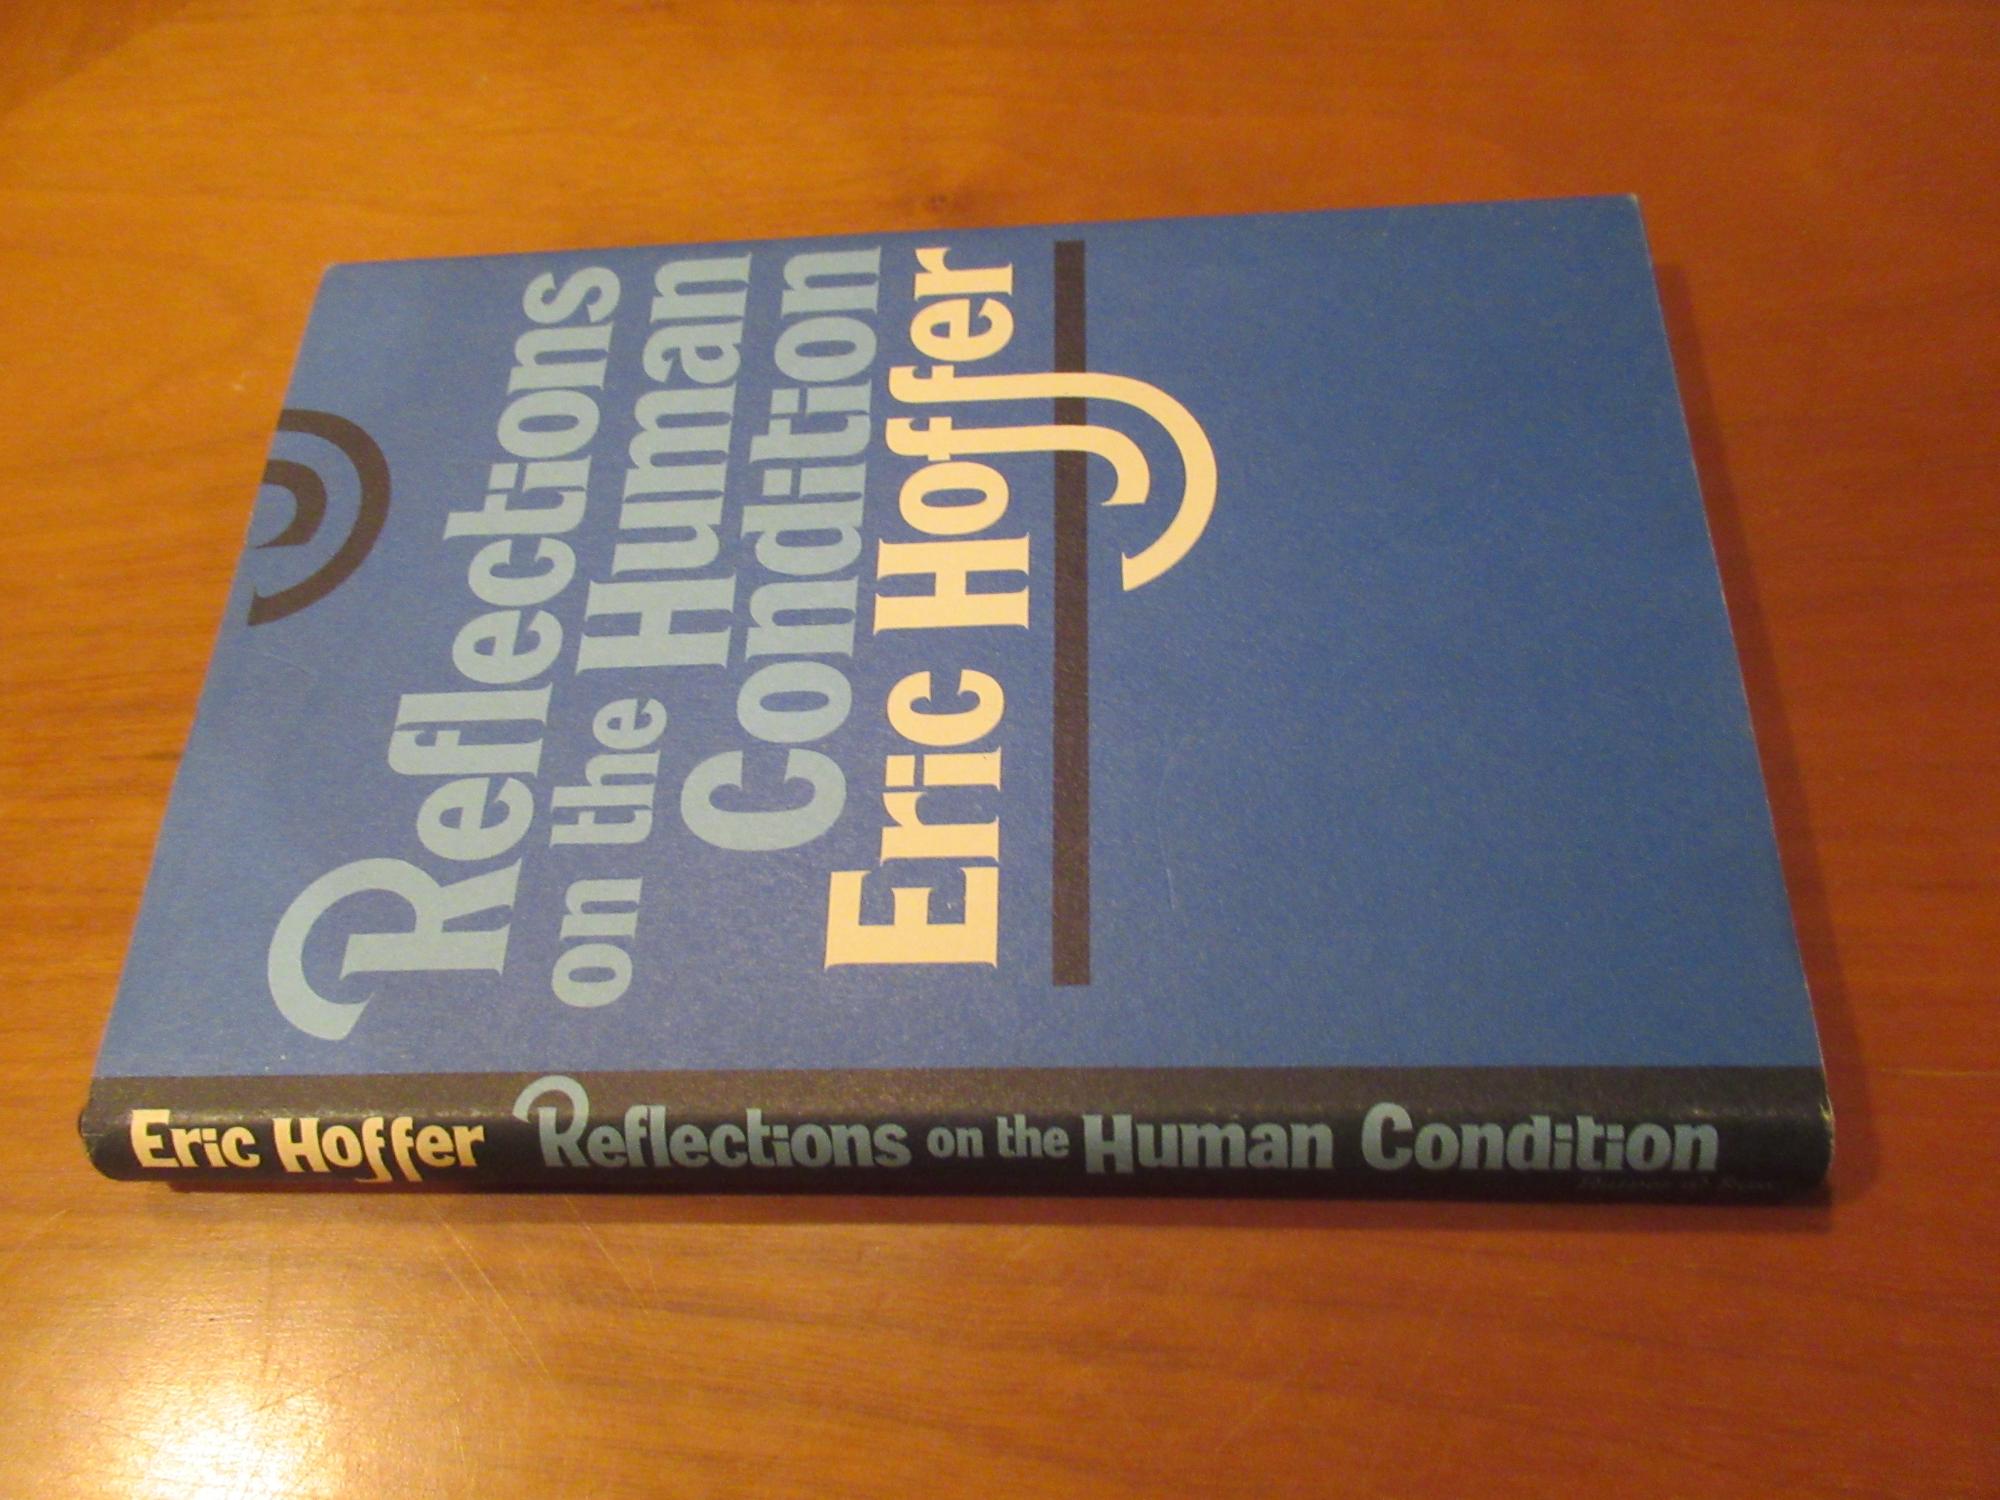 Reflections
on the Human
Condition
Eric Hoffer
Eric Hoffer Reflections on the Human Condition